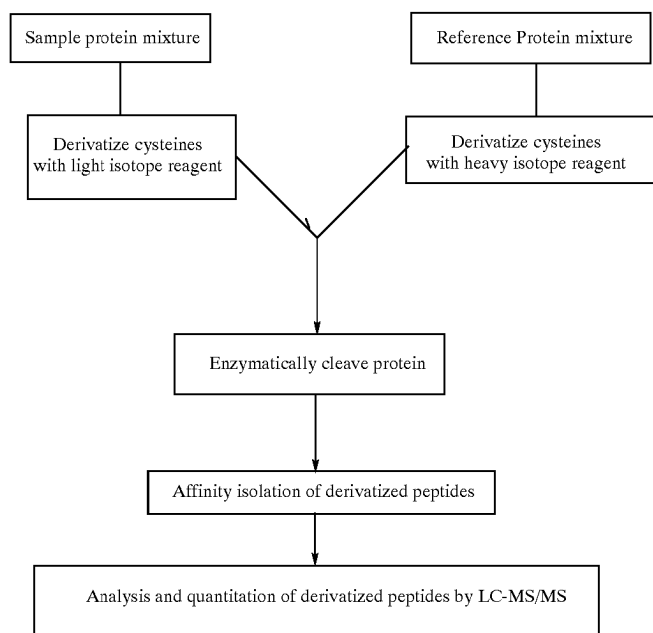 Sample protein mixture
Reference Protein mixture
Derivatize cysteines
with light isotope reagent
Derivatize cysteines
with heavy isotope reagent
Enzymatically cleave protein
Affinity isolation of derivatized peptides
Analysis and quantitation of derivatized peptides by LC-MS/MS